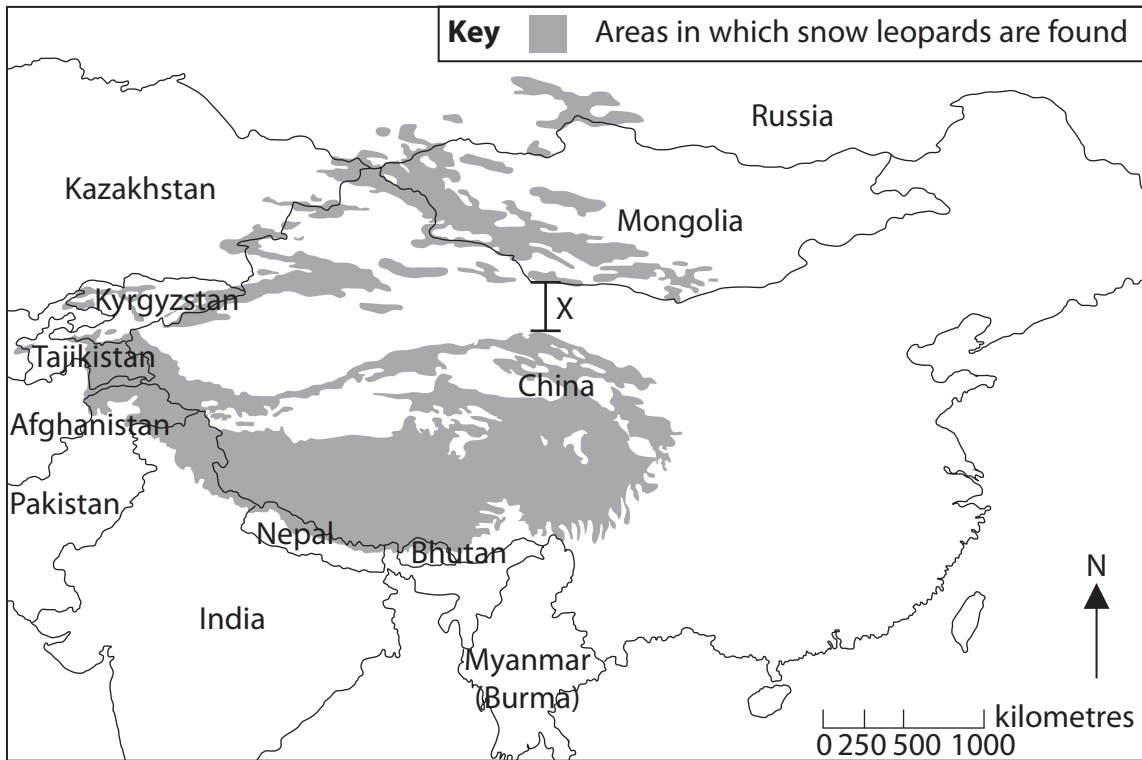 Key Areas in which snow leopards are found
Russia
Kazakhstan
Mongolia
Kyrgyzstan
X
Tajikistan
China
Afghanistan
Pakistan
Nepal
Bhutan
N
India
Myanmar
(Burma)
kilometres
0 250 500 1000